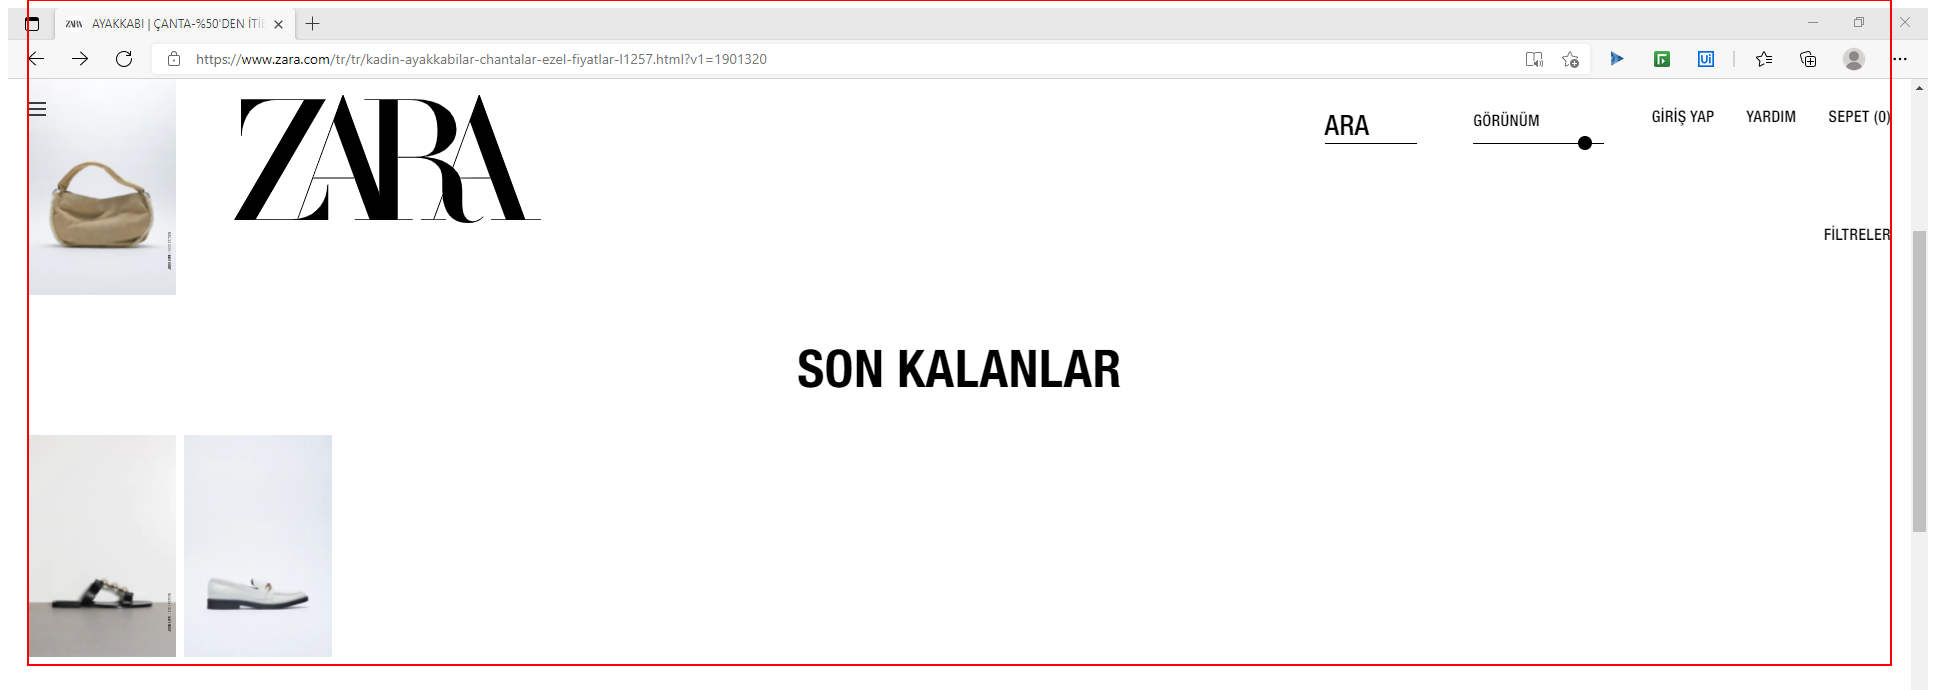 ZARA AYAKKABI | ÇANTA-%50'DEN İTİB
https://www.zara.com/tr/tr/kadin-ayakkabilar-chantalar-ezel-fiyatlar-l1257.html?v1=1901320
Ui
ZARA
ARA
GÖRÜNÜM
GİRİŞ YAP
YARDIM
SEPET (0)
FİLTRELER
SON KALANLAR